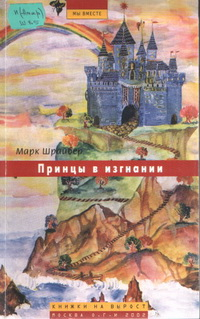 МЫ ВМЕСТЕ
Марк Шрайбер
Принцы в изгнании
КНИЖКИ НА ВЫРОСТ
МОСКВА О.Г.И 2002